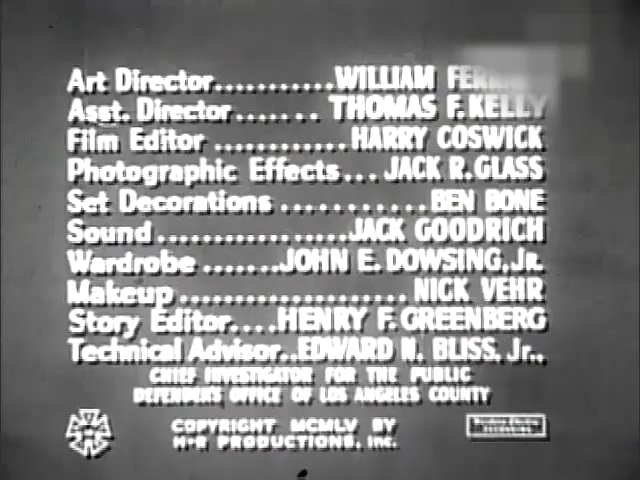 Art Director...........WILLIAM
Asst. Director....... THOMAS F. KELLY
Film Editor ............HARRY COSWICK
Photographic Effects...JACK R. GLASS
Set Decorations ...........BEN BONE
Sound.................JACK GOODRICH
Wardrobe .......JOHN E. DOWSING, Jr.
Makeup..................... NICK VEHR
Story Editor....HENRY F. GREENBERG
Technical Advisor..EDWARD N. BLISS, Jr.,
CHIEF INVESTIGATOR FOR THE PUBLIC
DEFENDER'S OFFICE OF LOS ANGELES COUNTY
COPYRIGHT MCMLV BY
H-R PRODUCTIONS, Inc.